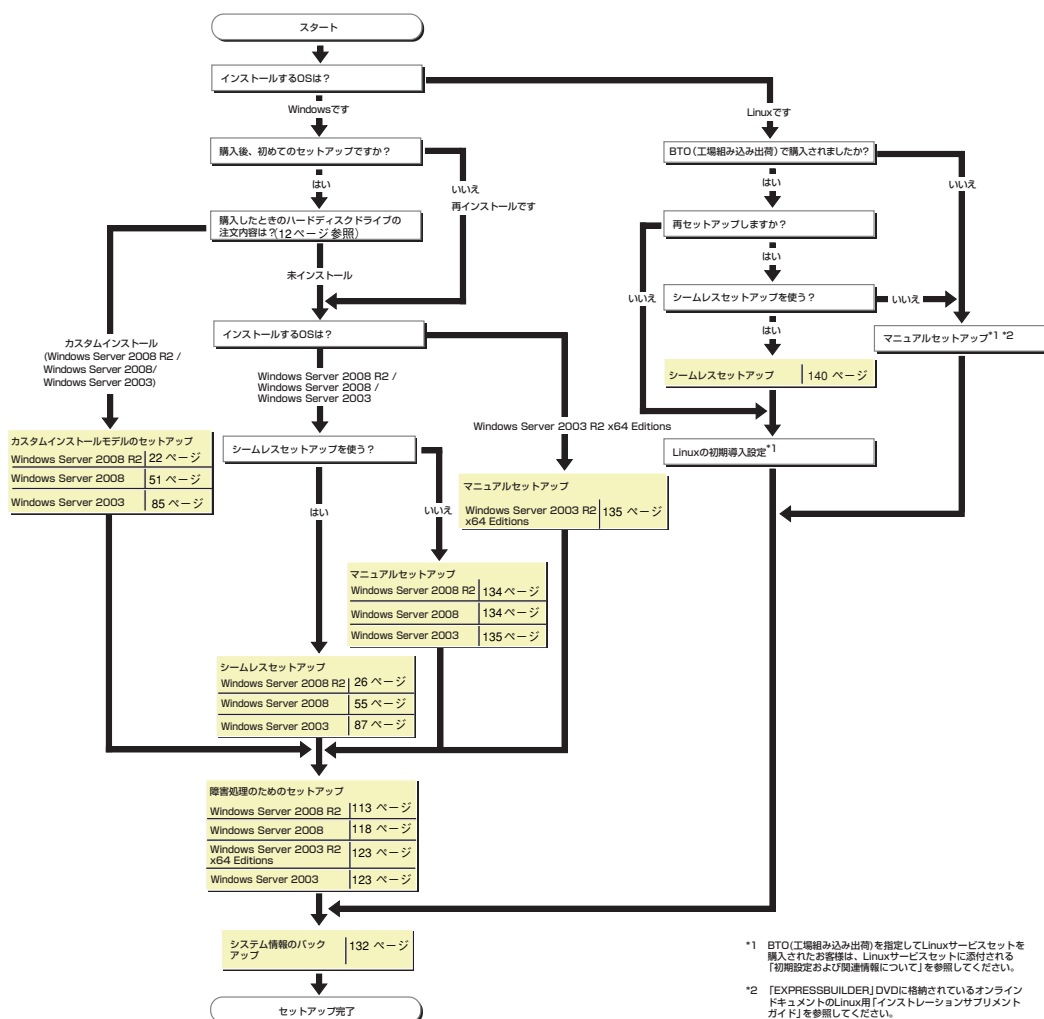 スタート
インストールするOSは？
Windowsです
Linuxです
購入後、初めてのセットアップですか？
BTO（工場組み込み出荷）で購入されましたか？
はい
いいえ
再インストールです
はい
いいえ
購入したときのハードディスクドライブの
注文内容は？(12ページ参照)
再セットアップしますか？
未インストール
はい
いいえ
シームレスセットアップを使う？
いいえ
インストールするOSは？
はい
マニュアルセットアップ*1 *2
カスタムインストール
(Windows Server 2008 R2 /
Windows Server 2008/
Windows Server 2003)
Windows Server 2008 R2 /
Windows Server 2008 /
Windows Server 2003
シームレスセットアップ 140 ページ
Windows Server 2003 R2 x64 Editions
カスタムインストールモデルのセットアップ
Windows Server 2008 R2 22 ページ
Windows Server 2008 51 ページ
Windows Server 2003 85 ページ
シームレスセットアップを使う？
Linuxの初期導入設定*1
はい
いいえ
マニュアルセットアップ
Windows Server 2003 R2
x64 Editions 135 ページ
マニュアルセットアップ
Windows Server 2008 R2 134 ページ
Windows Server 2008 134 ページ
Windows Server 2003 135 ページ
シームレスセットアップ
Windows Server 2008 R2 26 ページ
Windows Server 2008 55 ページ
Windows Server 2003 87 ページ
障害処理のためのセットアップ
Windows Server 2008 R2 113 ページ
Windows Server 2008 118 ページ
Windows Server 2003 R2
x64 Editions 123 ページ
Windows Server 2003 123 ページ
システム情報のバック
アップ 132 ページ
セットアップ完了
*1 BTO(工場組み込み出荷)を指定してLinuxサービスセットを
購入されたお客様は、Linuxサービスセットに添付される
「初期設定および関連情報について」を参照してください。
*2 「EXPRESSBUILDER」DVDに格納されているオンライン
ドキュメントのLinux用「インストレーションサプリメント
ガイド」を参照してください。